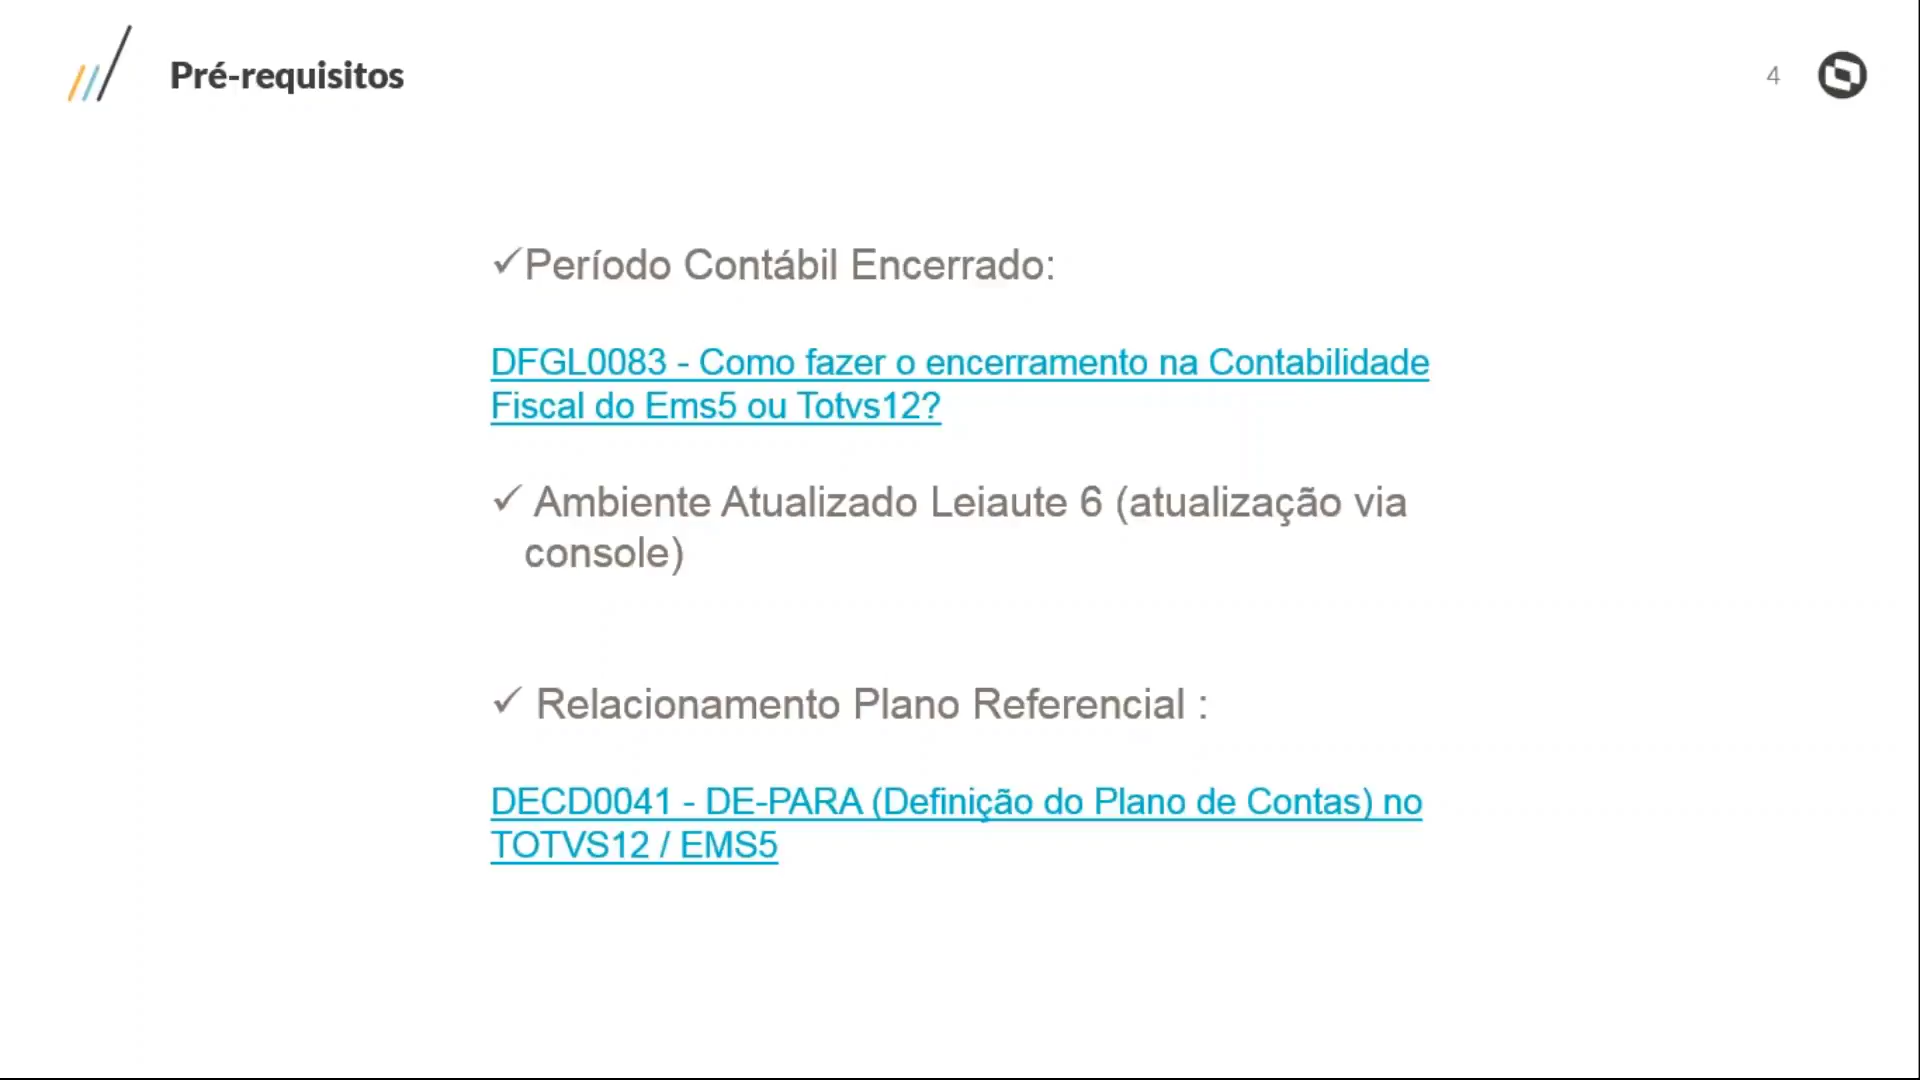 Pré-requisitos
4
✓Período Contábil Encerrado:
DFGL0083 - Como fazer o encerramento na Contabilidade
Fiscal do Ems5 ou Totvs12?
✓ Ambiente Atualizado Leiaute 6 (atualização via
console)
✓ Relacionamento Plano Referencial :
DECD0041 - DE-PARA (Definição do Plano de Contas) no
TOTVS12 / EMS5